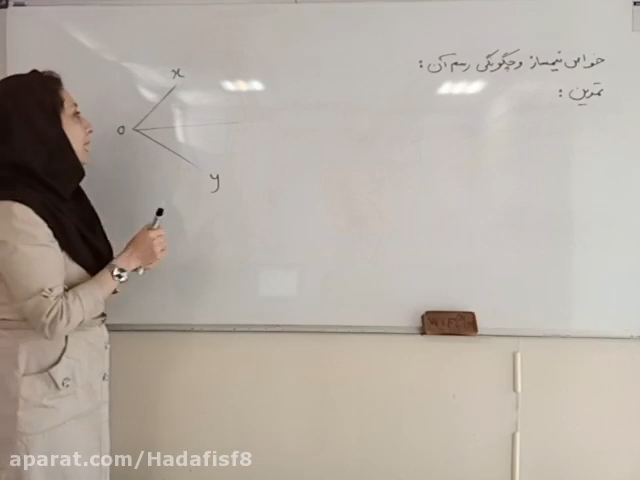 خواص نیمساز و چگونگی رسم آن :
تمرین :
x
o
y
aparat.com/Hadafisf8